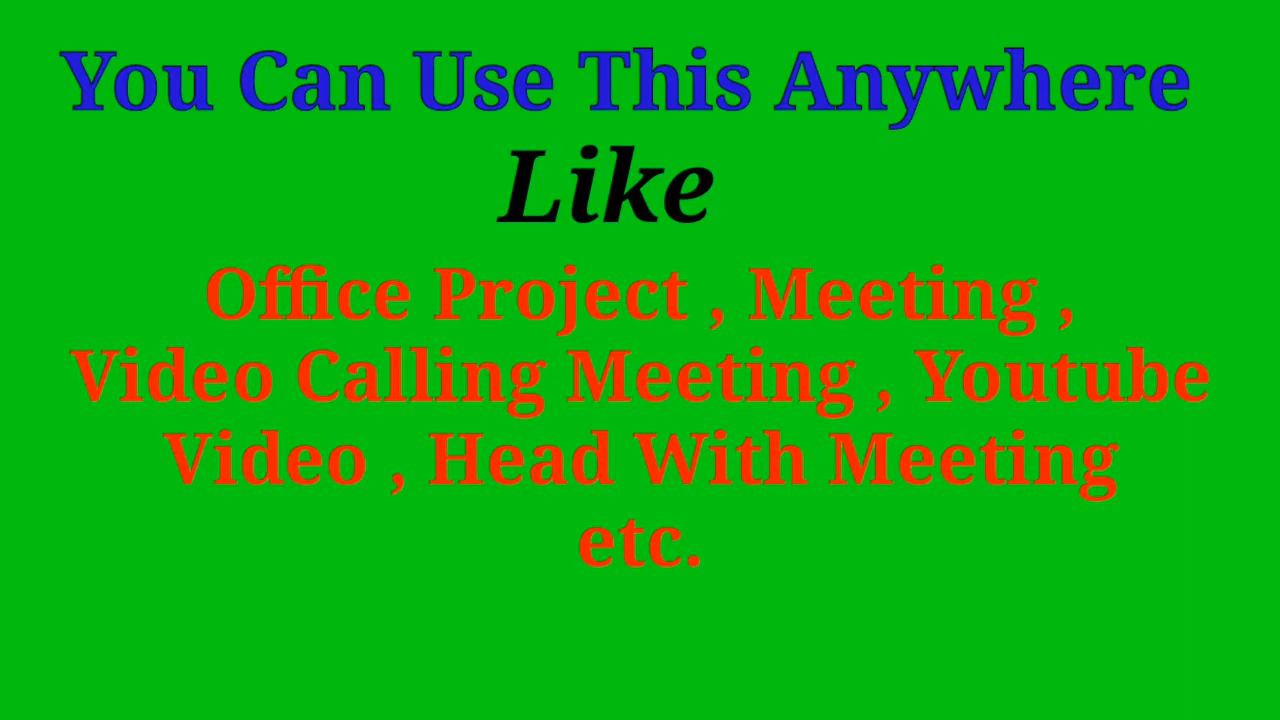 You Can Use This Anywhere
Like
Office Project , Meeting ,
Video Calling Meeting , Youtube
Video , Head With Meeting
etc.